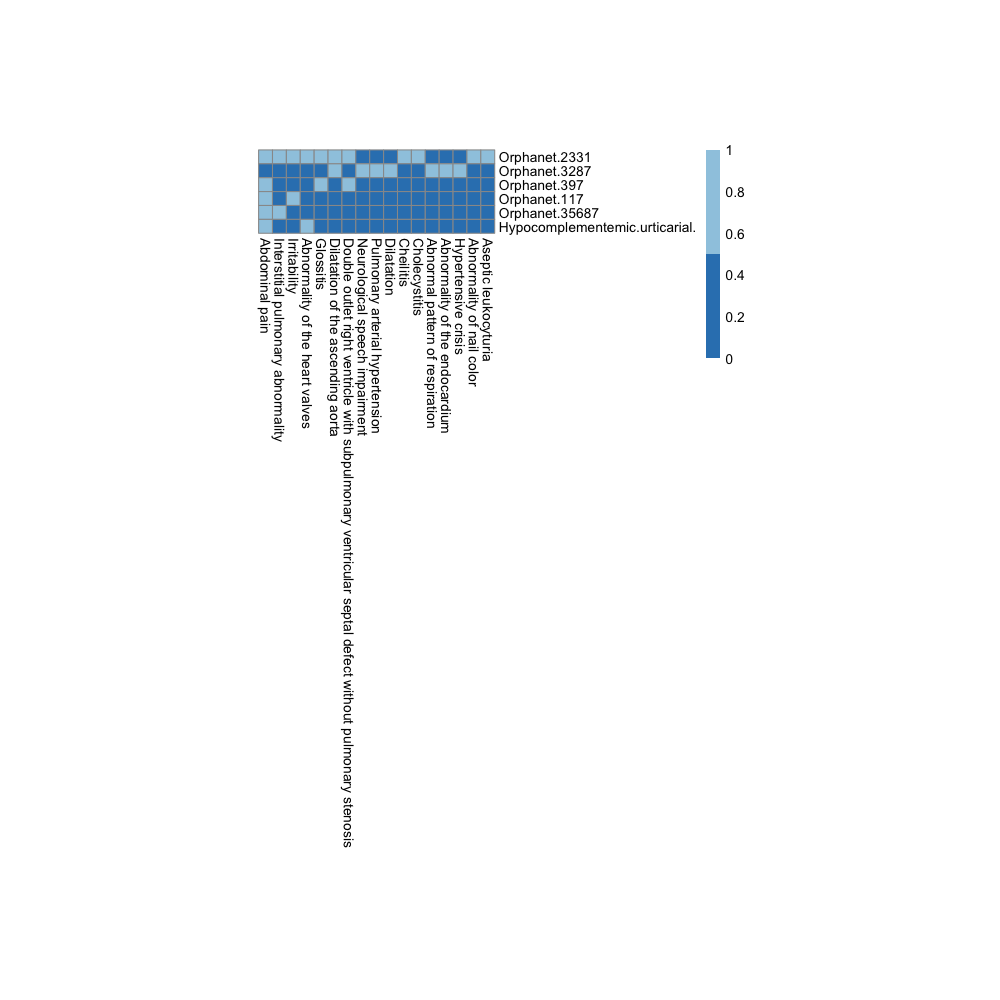 Orphanet.2331
Orphanet.3287
Orphanet.397
Orphanet.117
Orphanet.35687
Hypocomplementemic.urticarial.
Abdominal pain
Interstitial pulmonary abnormality
Irritability
Abnormality of the heart valves
Glossitis
Dilatation of the ascending aorta
Double outlet right ventricle with subpulmonary ventricular septal defect without pulmonary stenosis
Neurological speech impairment
Pulmonary arterial hypertension
Dilatation
Cheilitis
Cholecystitis
Abnormal pattern of respiration
Abnormality of the endocardium
Hypertensive crisis
Abnormality of nail color
Aseptic leukocyturia
1
0.8
0.6
0.4
0.2
0